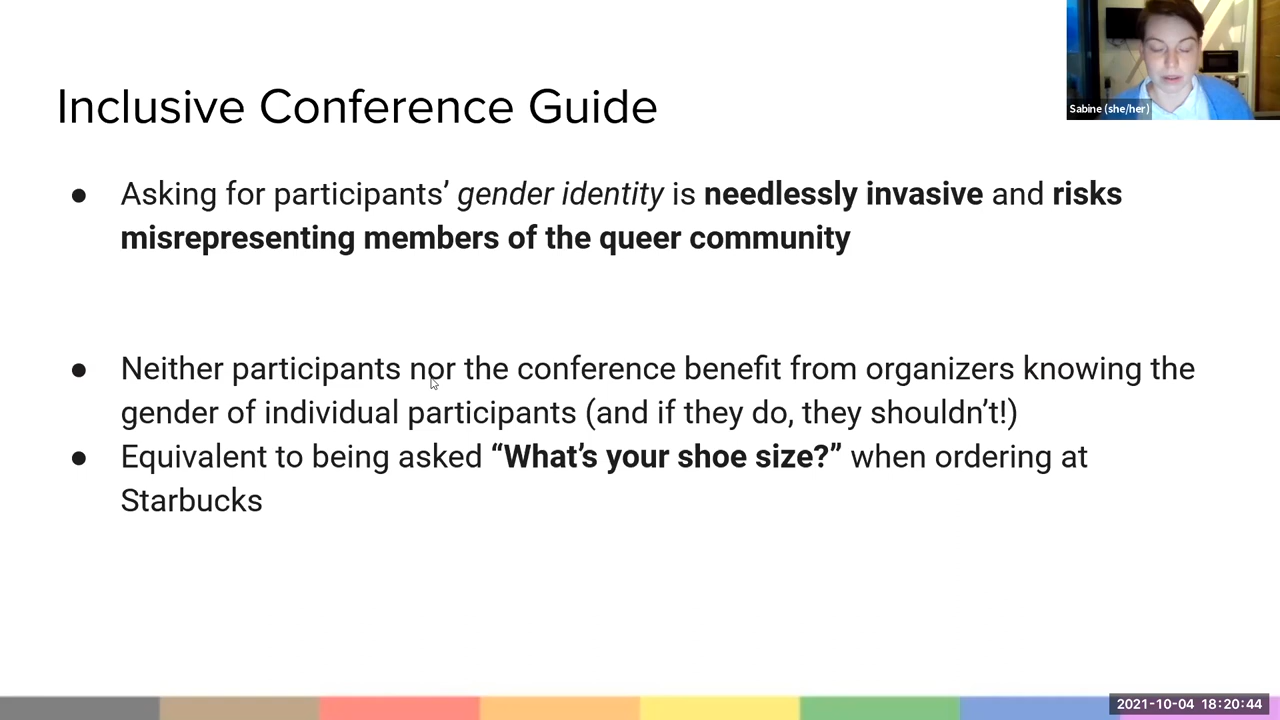 Sabine (she/her)
Inclusive Conference Guide
● Asking for participants’ gender identity is needlessly invasive and risks
misrepresenting members of the queer community
● Neither participants nor the conference benefit from organizers knowing the
gender of individual participants (and if they do, they shouldn’t!)
● Equivalent to being asked “What’s your shoe size?” when ordering at
Starbucks
2021-10-04 18:20:44